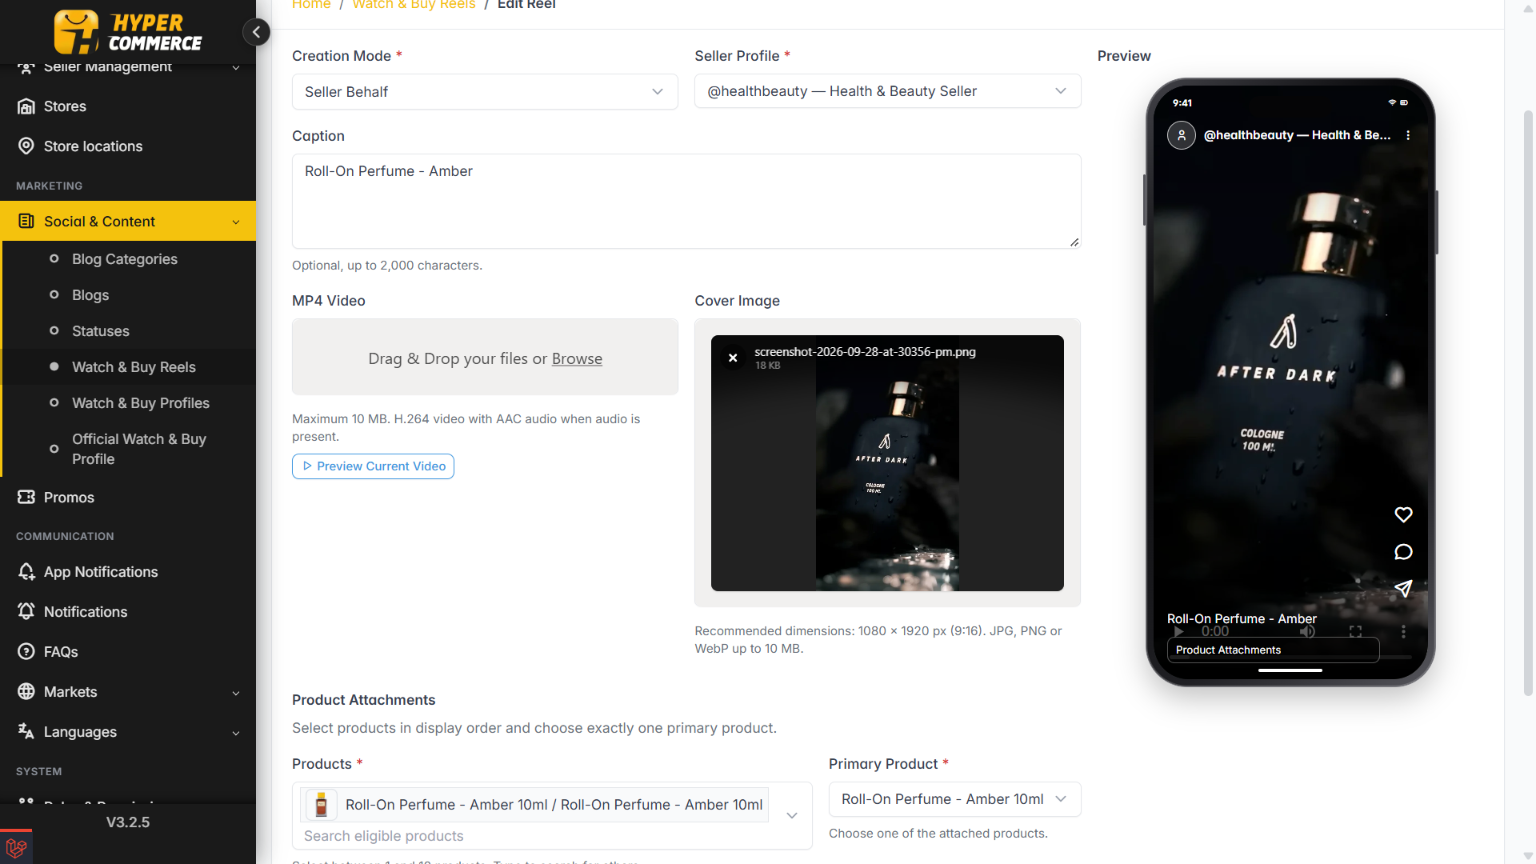 HYPER
COMMERCE
Seller Management
Stores
Store locations
MARKETING
Social & Content
Blog Categories
Blogs
Statuses
Watch & Buy Reels
Watch & Buy Profiles
Official Watch & Buy
Profile
Promos
COMMUNICATION
App Notifications
Notifications
FAQs
Markets
Languages
SYSTEM
V3.2.5
Home / Watch & Buy Reels / Edit Reel
Creation Mode *
Seller Behalf
Seller Profile *
@healthbeauty — Health & Beauty Seller
Caption
Roll-On Perfume - Amber
Optional, up to 2,000 characters.
MP4 Video
Drag & Drop your files or Browse
Maximum 10 MB. H.264 video with AAC audio when audio is
present.
Preview Current Video
Cover Image
screenshot-2026-09-28-at-30356-pm.png
18 KB
AFTER DARK
COLOGNE
100 ML
Recommended dimensions: 1080 × 1920 px (9:16). JPG, PNG or
WebP up to 10 MB.
Product Attachments
Select products in display order and choose exactly one primary product.
Products *
Roll-On Perfume - Amber 10ml / Roll-On Perfume - Amber 10ml
Search eligible products
Primary Product *
Roll-On Perfume - Amber 10ml
Choose one of the attached products.
Preview
9:41
@healthbeauty — Health & Be...
AFTER DARK
COLOGNE
100 ML
Roll-On Perfume - Amber
0:00
Product Attachments